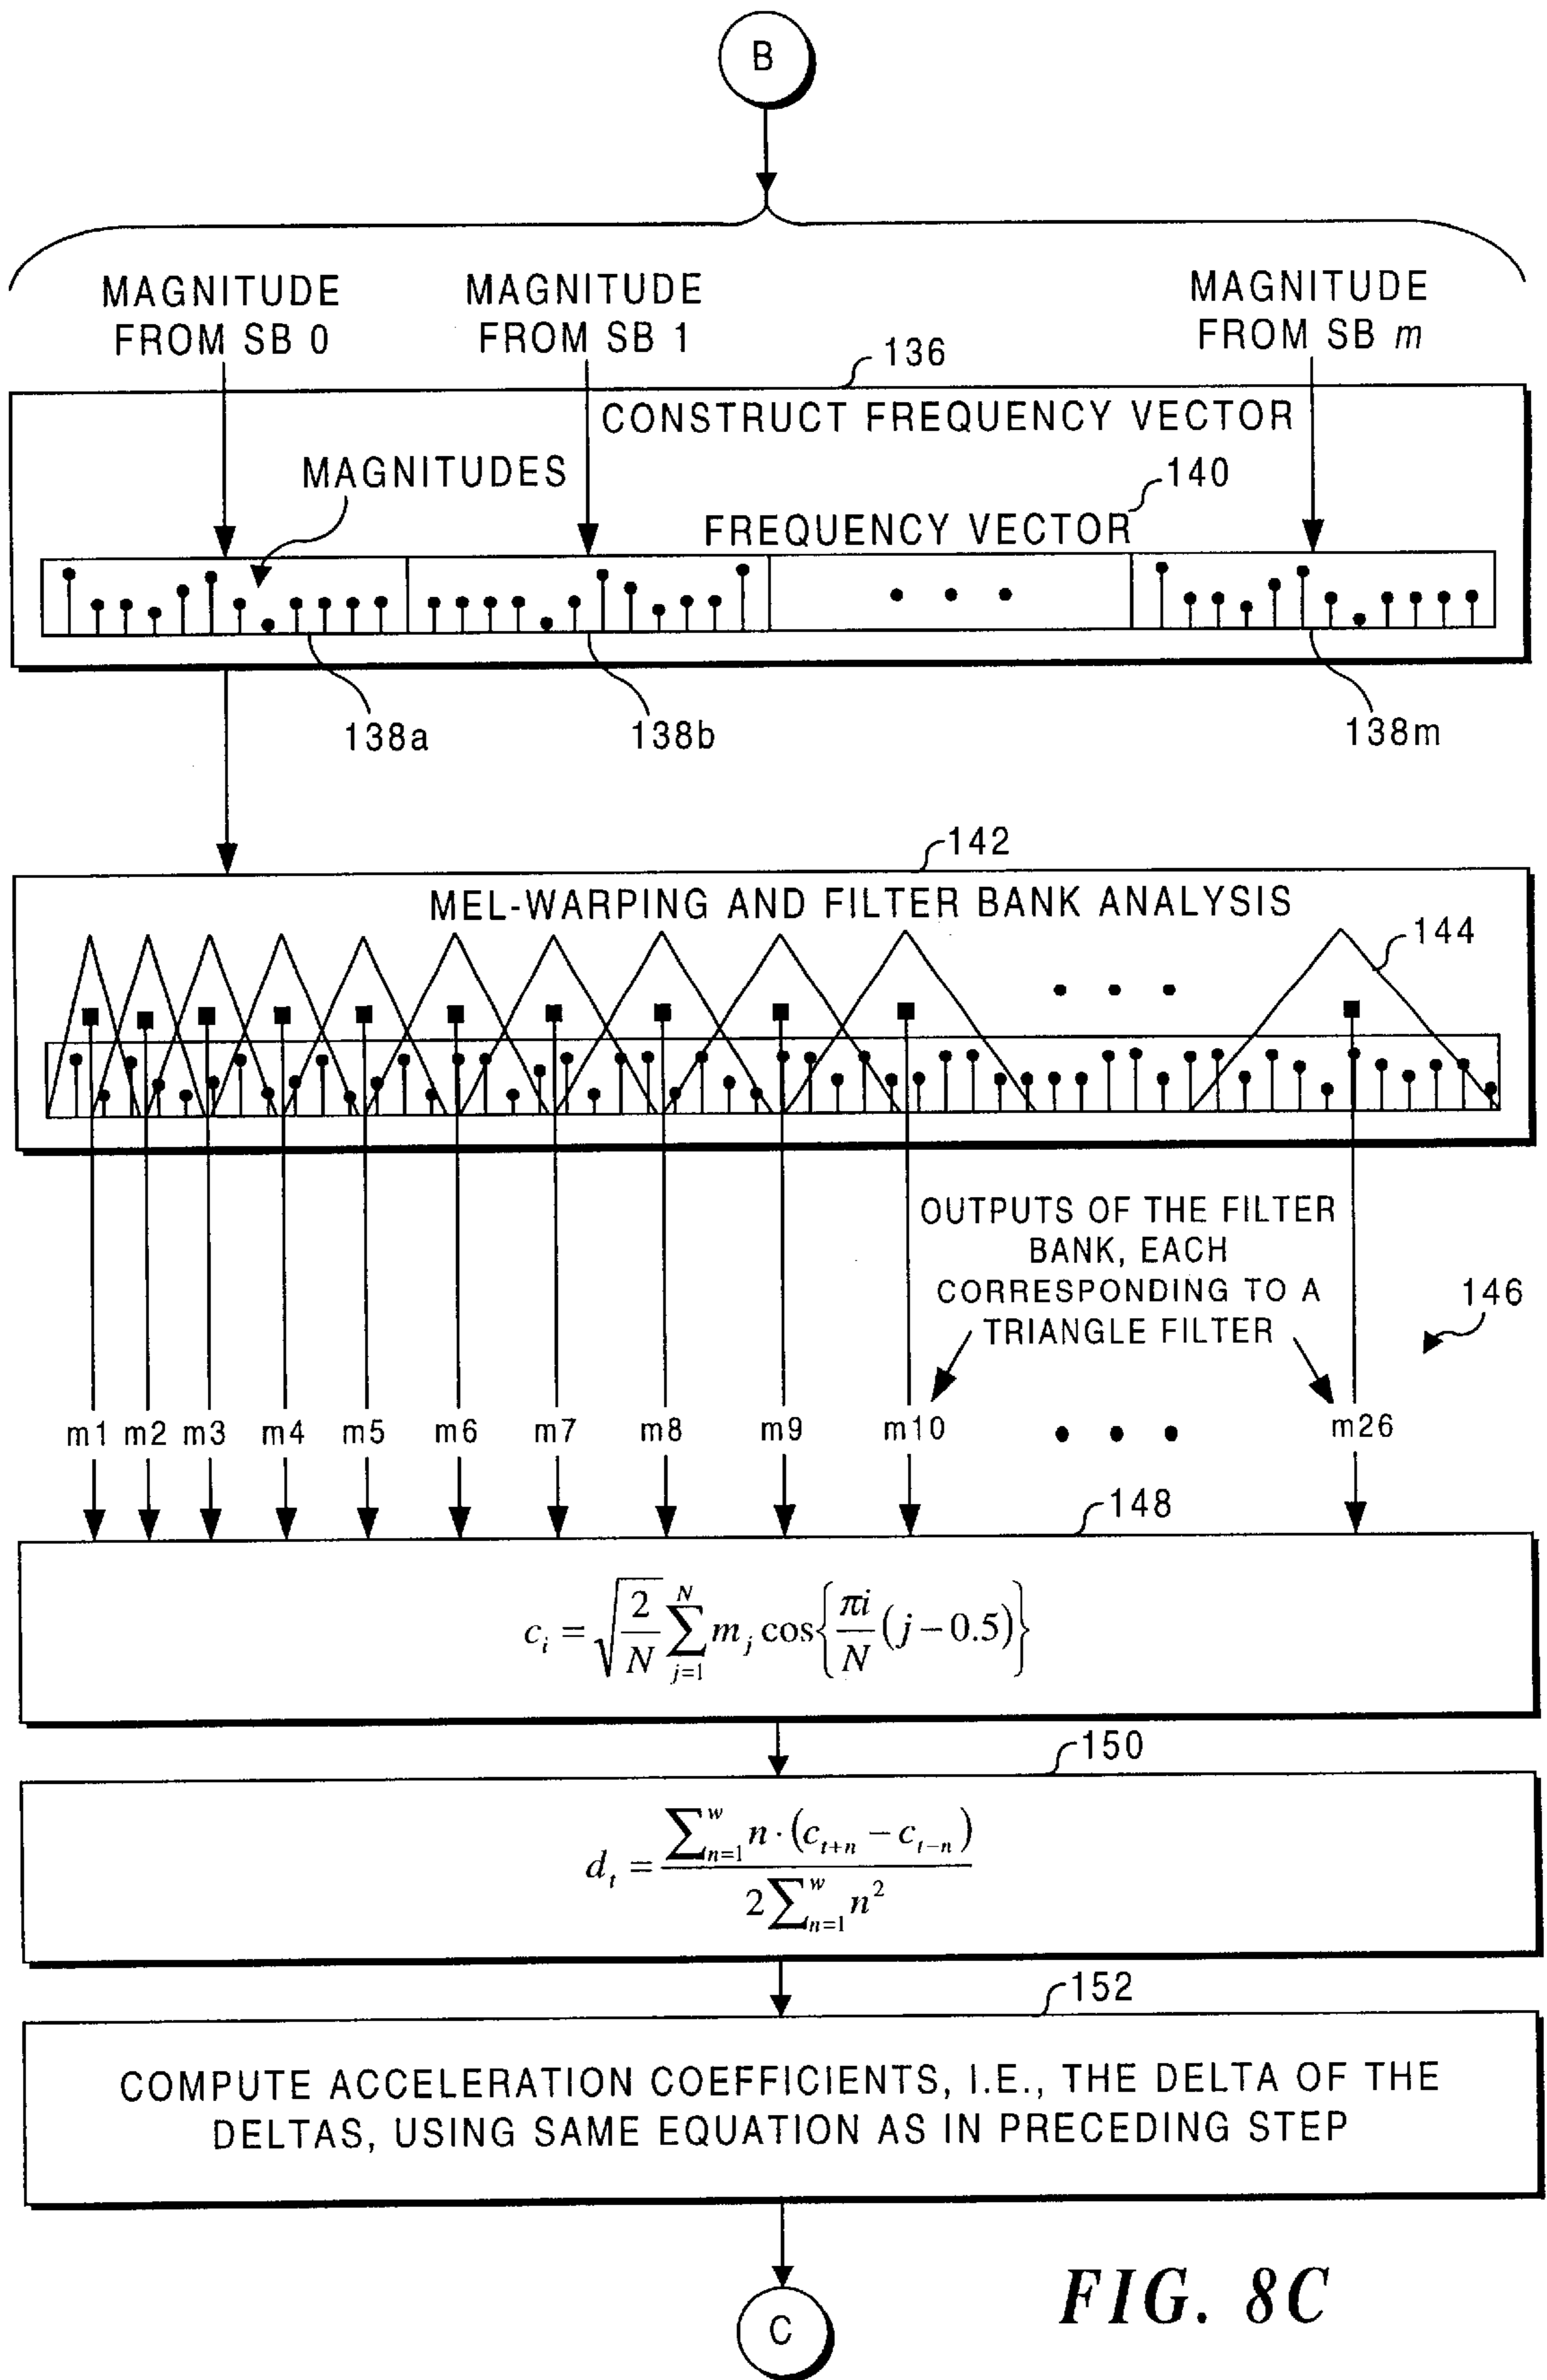 B
MAGNITUDE
FROM SB 0
MAGNITUDE
FROM SB 1
MAGNITUDE
FROM SB m
136
CONSTRUCT FREQUENCY VECTOR
MAGNITUDES
140
FREQUENCY VECTOR
138a
138b
138m
142
MEL-WARPING AND FILTER BANK ANALYSIS
144
OUTPUTS OF THE FILTER
BANK, EACH
CORRESPONDING TO A
TRIANGLE FILTER
146
m1 m2 m3 m4 m5 m6 m7 m8 m9 m10 • • • m26
148
c_i = \sqrt{\frac{2}{N}} \sum_{j=1}^{N} m_j \cos\left\{\frac{\pi i}{N}(j-0.5)\right\}
150
d_t = \frac{\sum_{n=1}^{w} n \cdot (c_{t+n} - c_{t-n})}{2\sum_{n=1}^{w} n^2}
152
COMPUTE ACCELERATION COEFFICIENTS, I.E., THE DELTA OF THE
DELTAS, USING SAME EQUATION AS IN PRECEDING STEP
C
FIG. 8C